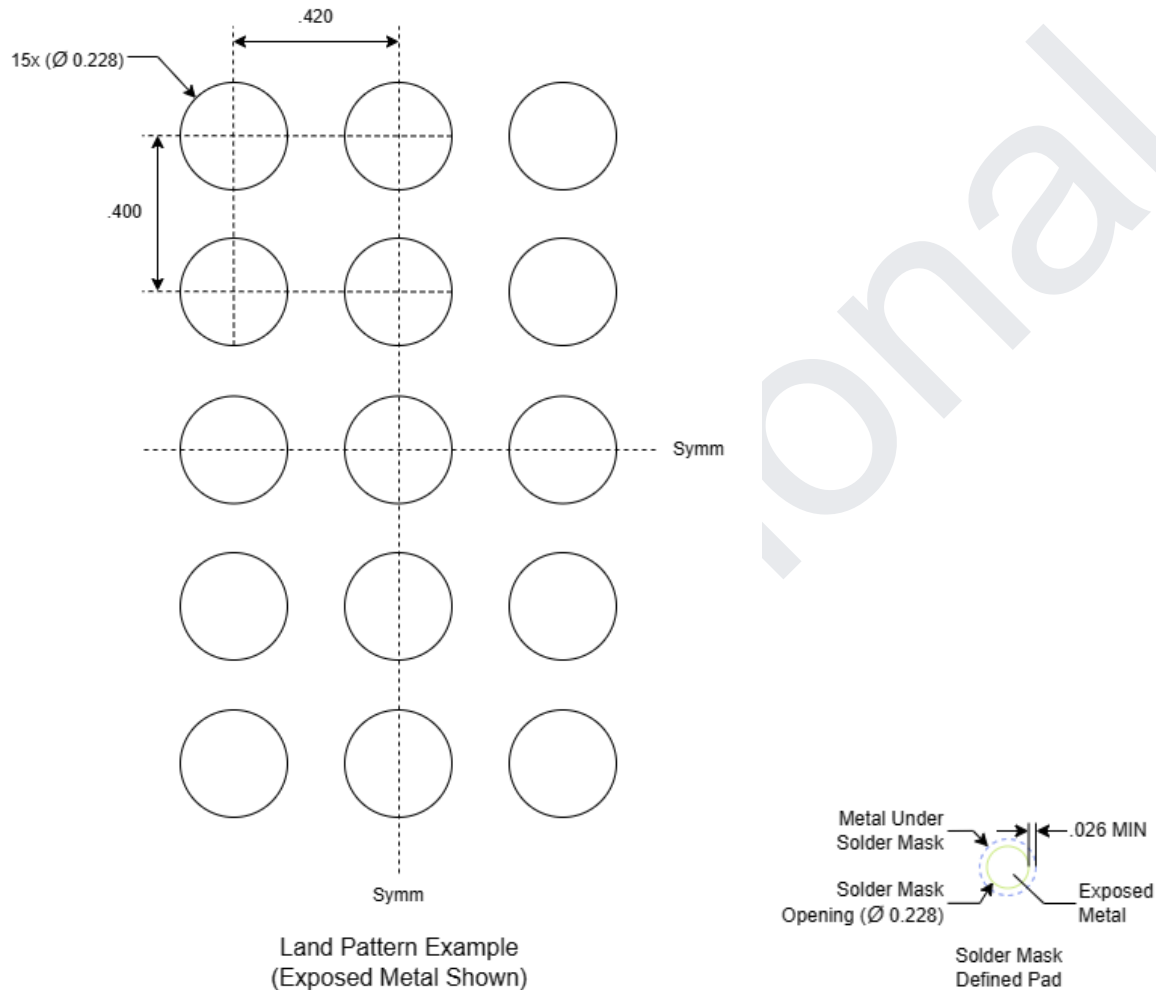 .420
15x (Ø 0.228)
.400
Symm
Symm
Land Pattern Example
(Exposed Metal Shown)
Metal Under
Solder Mask
.026 MIN
Solder Mask
Opening (Ø 0.228)
Exposed
Metal
Solder Mask
Defined Pad
onal